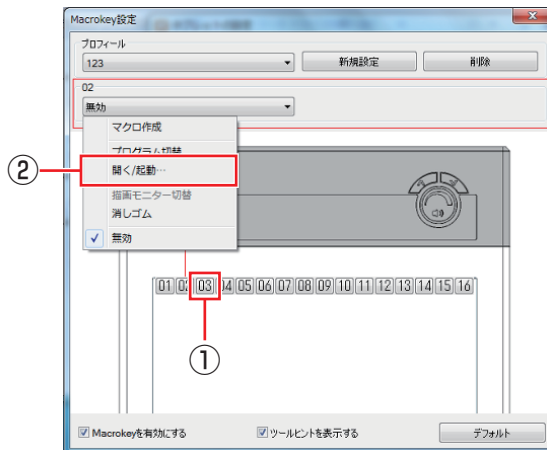 Macrokey設定
プロフィール
123
新規設定
削除
02
無効
マクロ作成
プログラム切替
② 開く/起動…
描画モニター切替
消しゴム
✓ 無効
01 02 03 04 05 06 07 08 09 10 11 12 13 14 15 16
①
Macrokeyを有効にする
ツールヒントを表示する
デフォルト